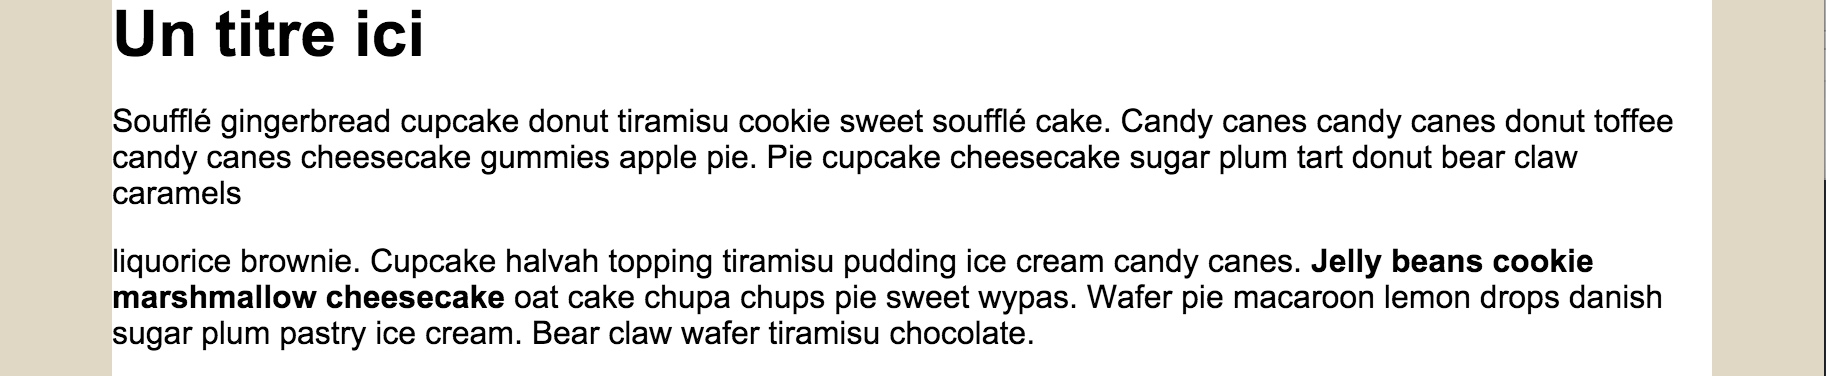 Un titre ici
Soufflé gingerbread cupcake donut tiramisu cookie sweet soufflé cake. Candy canes candy canes donut toffee
candy canes cheesecake gummies apple pie. Pie cupcake cheesecake sugar plum tart donut bear claw
caramels
liquorice brownie. Cupcake halvah topping tiramisu pudding ice cream candy canes. Jelly beans cookie
marshmallow cheesecake oat cake chupa chups pie sweet wypas. Wafer pie macaroon lemon drops danish
sugar plum pastry ice cream. Bear claw wafer tiramisu chocolate.